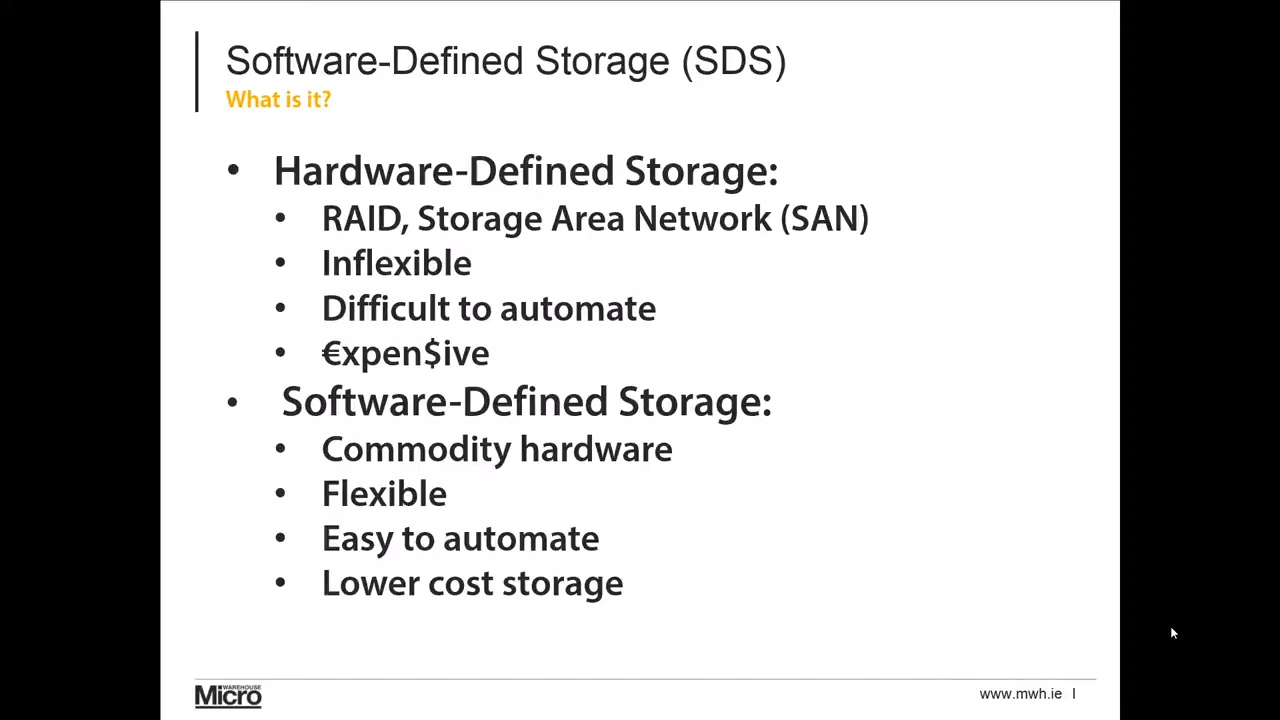 Software-Defined Storage (SDS)
What is it?
• Hardware-Defined Storage:
• RAID, Storage Area Network (SAN)
• Inflexible
• Difficult to automate
• €xpen$ive
• Software-Defined Storage:
• Commodity hardware
• Flexible
• Easy to automate
• Lower cost storage
WAREHOUSE
Micro
www.mwh.ie I